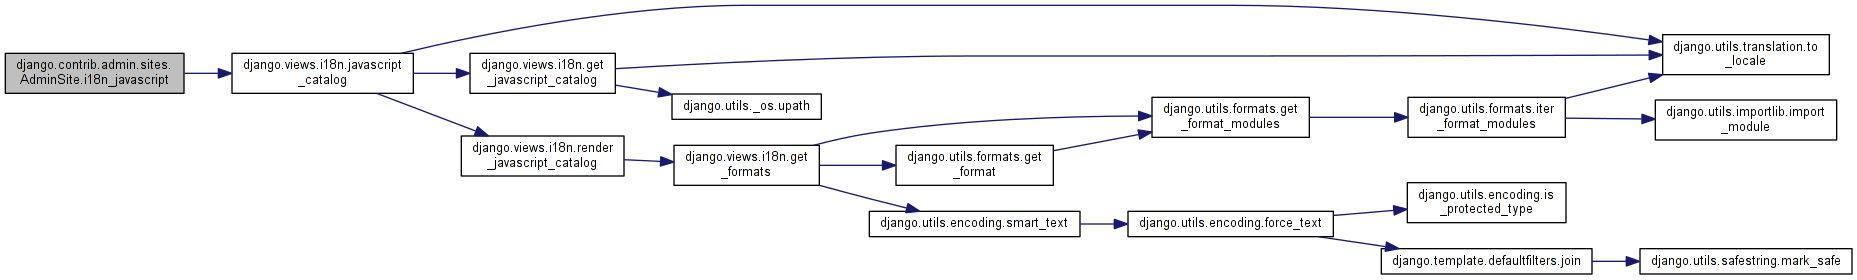 django.contrib.admin.sites.
AdminSite.i18n_javascript
django.views.i18n.javascript
_catalog
django.views.i18n.get
_javascript_catalog
django.utils._os.upath
django.views.i18n.render
_javascript_catalog
django.views.i18n.get
_formats
django.utils.formats.get
_format
django.utils.encoding.smart_text
django.utils.formats.get
_format_modules
django.utils.encoding.force_text
django.utils.formats.iter
_format_modules
django.utils.encoding.is
_protected_type
django.template.defaultfilters.join
django.utils.translation.to
_locale
django.utils.importlib.import
_module
django.utils.safestring.mark_safe